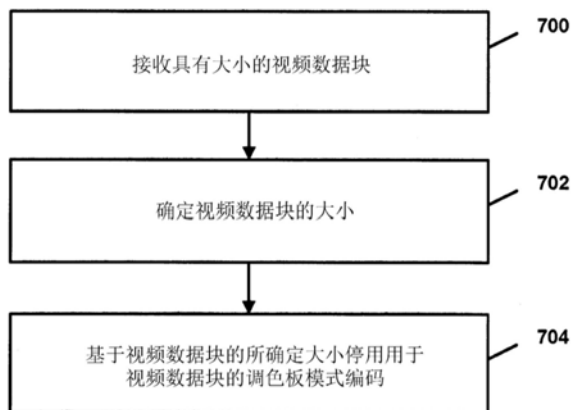 700
接收具有大小的视频数据块
702
确定视频数据块的大小
704
基于视频数据块的所确定大小停用用于
视频数据块的调色板模式编码